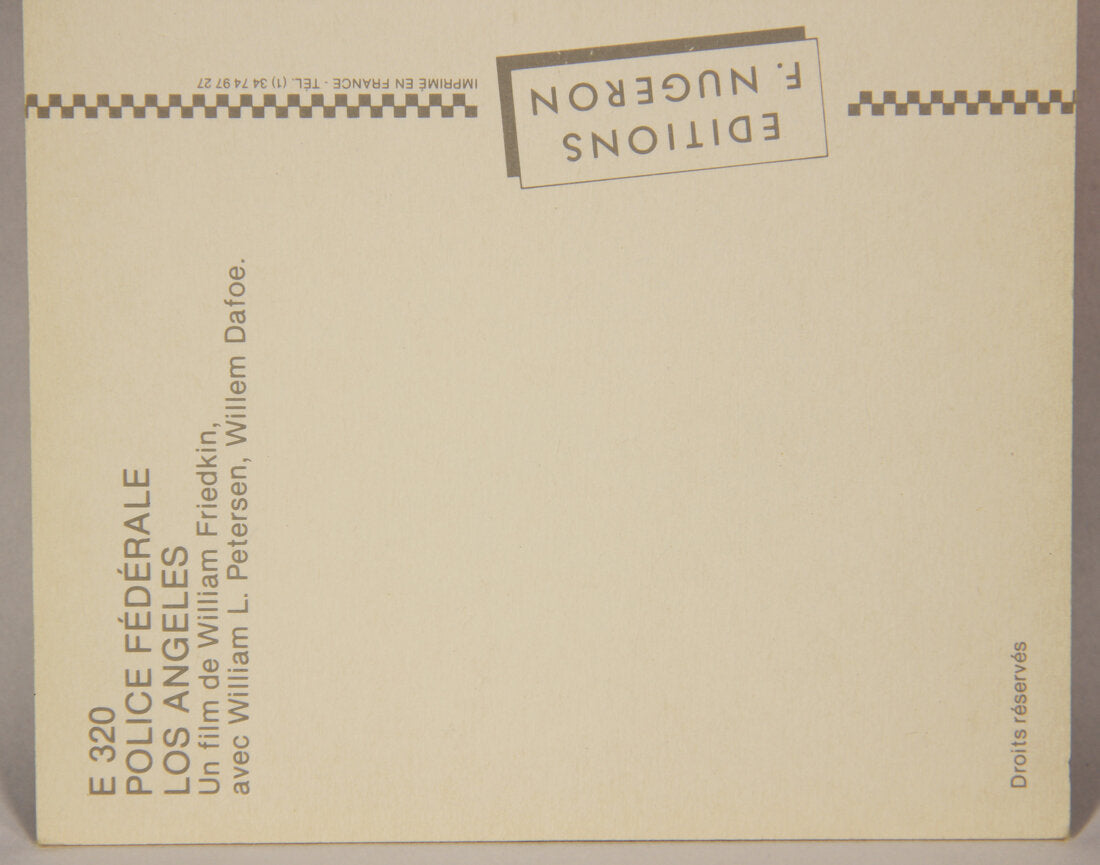 E 320
POLICE FÉDÉRALE
LOS ANGELES
Un film de William Friedkin,
avec William L. Petersen, Willem Dafoe.
EDITIONS
F. NUGERON
IMPRIMÉ EN FRANCE - TÉL. (1) 34 74 97 27
Droits réservés